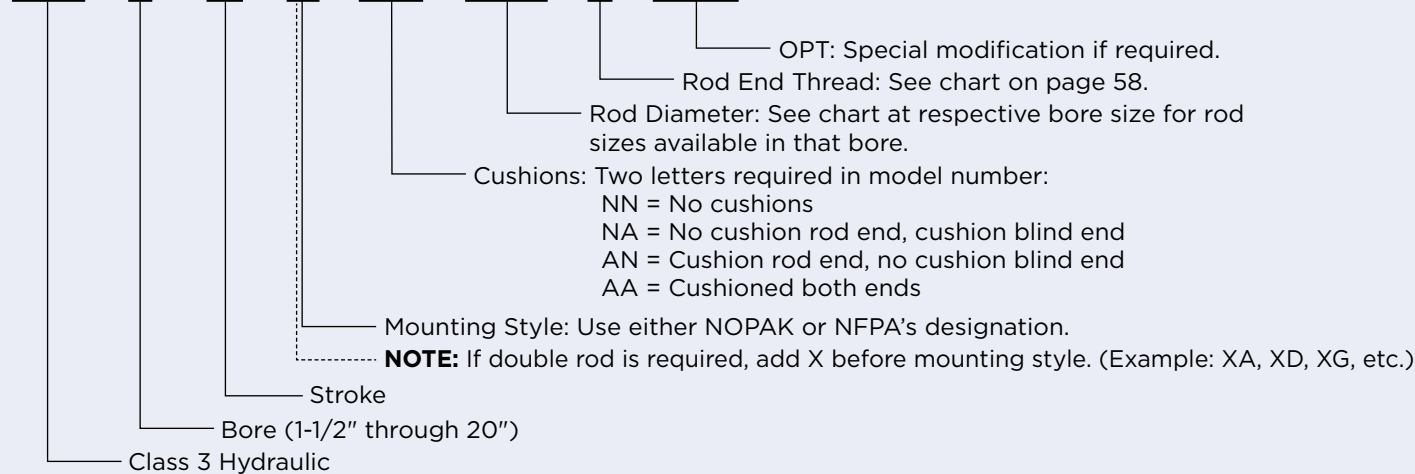 OPT: Special modification if required.
Rod End Thread: See chart on page 58.
Rod Diameter: See chart at respective bore size for rod
sizes available in that bore.
Cushions: Two letters required in model number:
NN = No cushions
NA = No cushion rod end, cushion blind end
AN = Cushion rod end, no cushion blind end
AA = Cushioned both ends
Mounting Style: Use either NOPAK or NFPA’s designation.
NOTE: If double rod is required, add X before mounting style. (Example: XA, XD, XG, etc.)
Stroke
Bore (1-1/2" through 20")
Class 3 Hydraulic